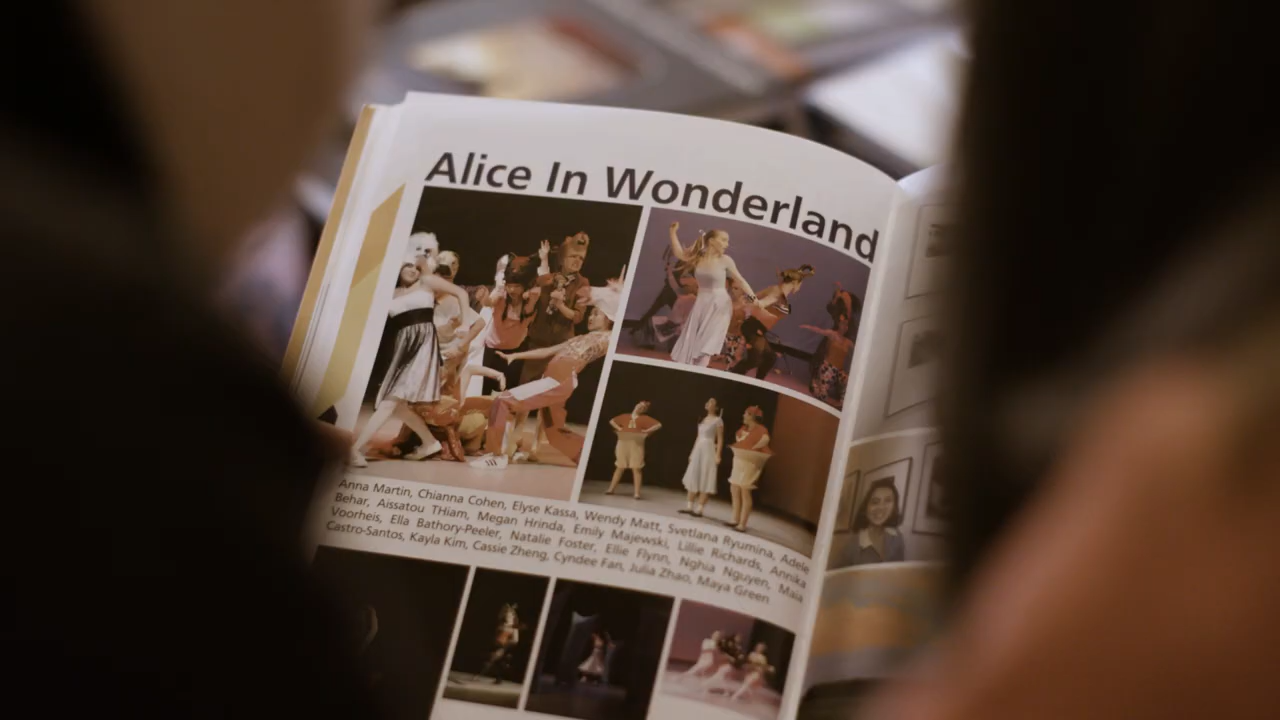 Alice In Wonderland
Anna Martin, Chianna Cohen, Elyse Kassa, Wendy Matt, Svetlana Ryumina, Adele
Behar, Aissatou THiam, Megan Hrinda, Emily Majewski, Lillie Richards, Annika
Voorheis, Ella Bathory-Peeler, Natalie Foster, Ellie Flynn, Nghia Nguyen, Maia
Castro-Santos, Kayla Kim, Cassie Zheng, Cyndee Fan, Julia Zhao, Maya Green